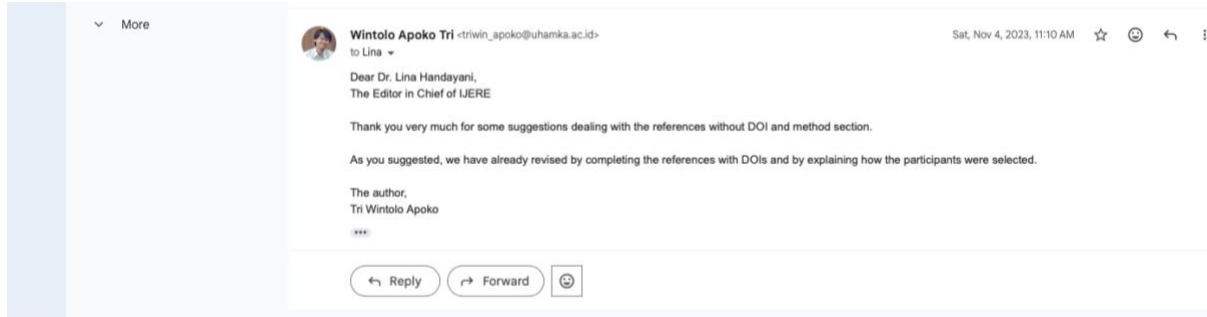 More
Wintolo Apoko Tri <triwin_apoko@uhamka.ac.id>
Sat, Nov 4, 2023, 11:10 AM
to Lina
Dear Dr. Lina Handayani,
The Editor in Chief of IJERE
Thank you very much for some suggestions dealing with the references without DOI and method section.
As you suggested, we have already revised by completing the references with DOIs and by explaining how the participants were selected.
The author,
Tri Wintolo Apoko
Reply
Forward